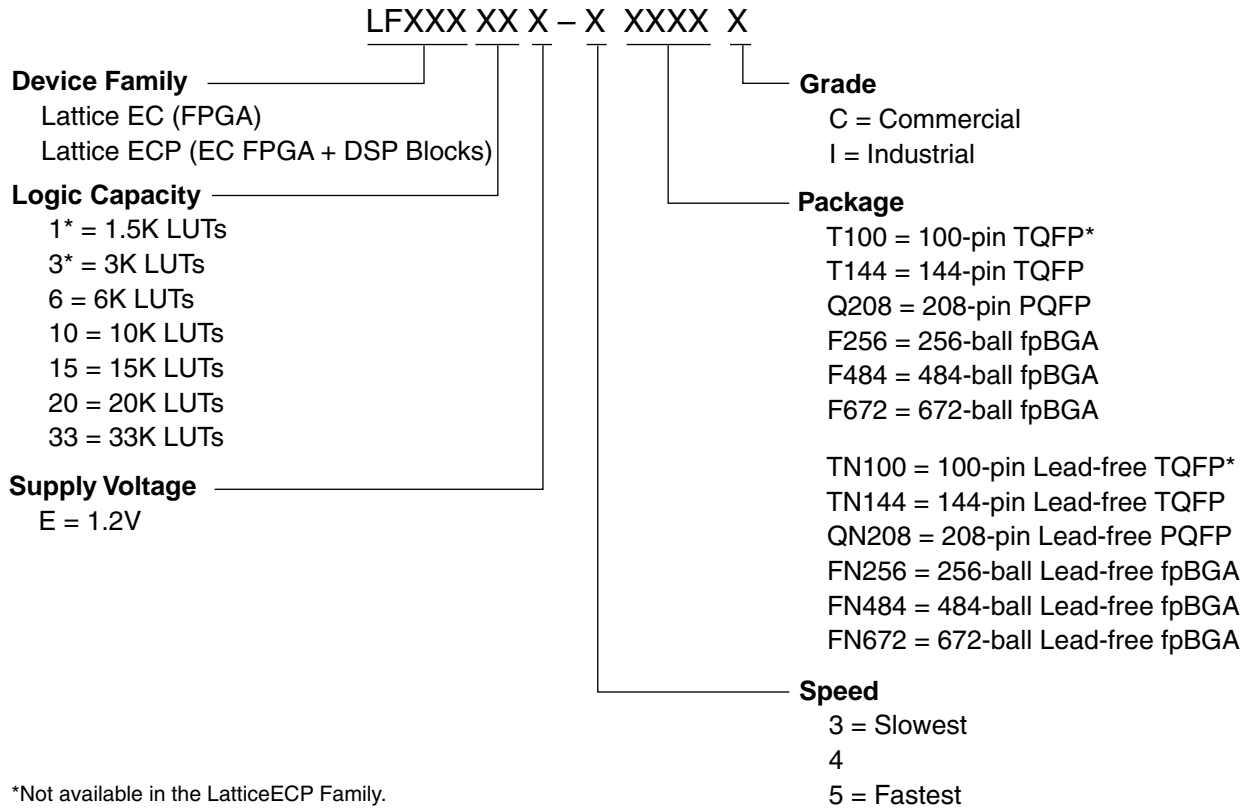 LFXXX XX X – X XXXX X
Device Family
Lattice EC (FPGA)
Lattice ECP (EC FPGA + DSP Blocks)
Logic Capacity
1* = 1.5K LUTs
3* = 3K LUTs
6 = 6K LUTs
10 = 10K LUTs
15 = 15K LUTs
20 = 20K LUTs
33 = 33K LUTs
Supply Voltage
E = 1.2V
Grade
C = Commercial
I = Industrial
Package
T100 = 100-pin TQFP*
T144 = 144-pin TQFP
Q208 = 208-pin PQFP
F256 = 256-ball fpBGA
F484 = 484-ball fpBGA
F672 = 672-ball fpBGA
TN100 = 100-pin Lead-free TQFP*
TN144 = 144-pin Lead-free TQFP
QN208 = 208-pin Lead-free PQFP
FN256 = 256-ball Lead-free fpBGA
FN484 = 484-ball Lead-free fpBGA
FN672 = 672-ball Lead-free fpBGA
Speed
3 = Slowest
4
5 = Fastest
*Not available in the LatticeECP Family.